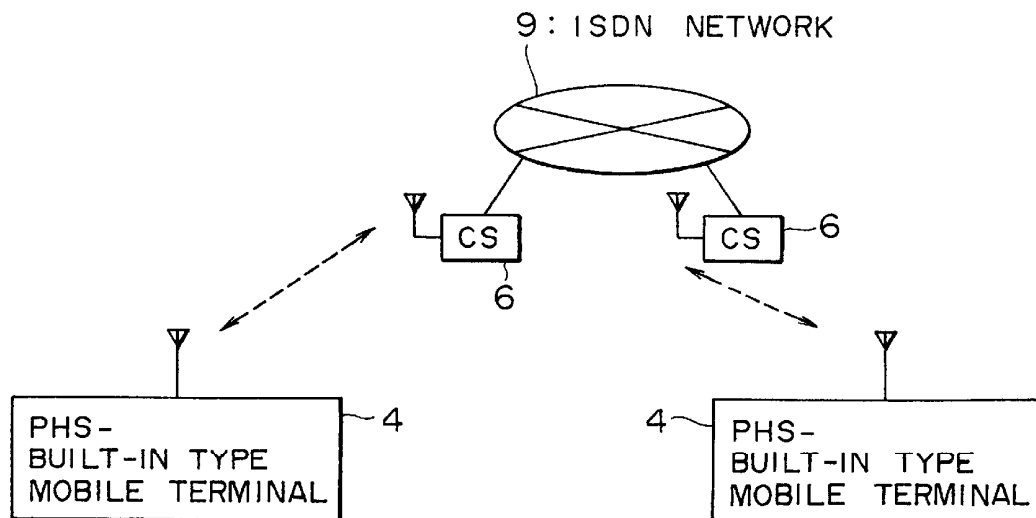 9: ISDN NETWORK
CS
6
CS
6
4
PHS-
BUILT-IN TYPE
MOBILE TERMINAL
4
PHS-
BUILT-IN TYPE
MOBILE TERMINAL